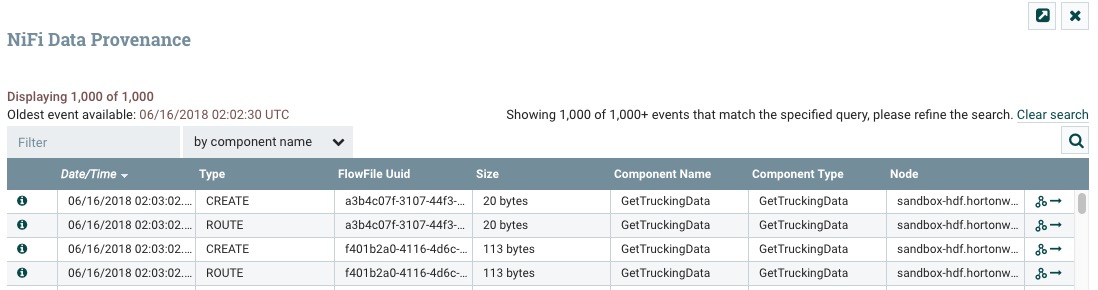 NiFi Data Provenance
Displaying 1,000 of 1,000
Oldest event available: 06/16/2018 02:02:30 UTC
Showing 1,000 of 1,000+ events that match the specified query, please refine the search. Clear search
Filter by component name
Date/Time Type FlowFile Uuid Size Component Name Component Type Node
06/16/2018 02:03:02.... CREATE a3b4c07f-3107-44f3-... 20 bytes GetTruckingData GetTruckingData sandbox-hdf.hortonw...
06/16/2018 02:03:02.... ROUTE a3b4c07f-3107-44f3-... 20 bytes GetTruckingData GetTruckingData sandbox-hdf.hortonw...
06/16/2018 02:03:02.... CREATE f401b2a0-4116-4d6c-... 113 bytes GetTruckingData GetTruckingData sandbox-hdf.hortonw...
06/16/2018 02:03:02.... ROUTE f401b2a0-4116-4d6c-... 113 bytes GetTruckingData GetTruckingData sandbox-hdf.hortonw...